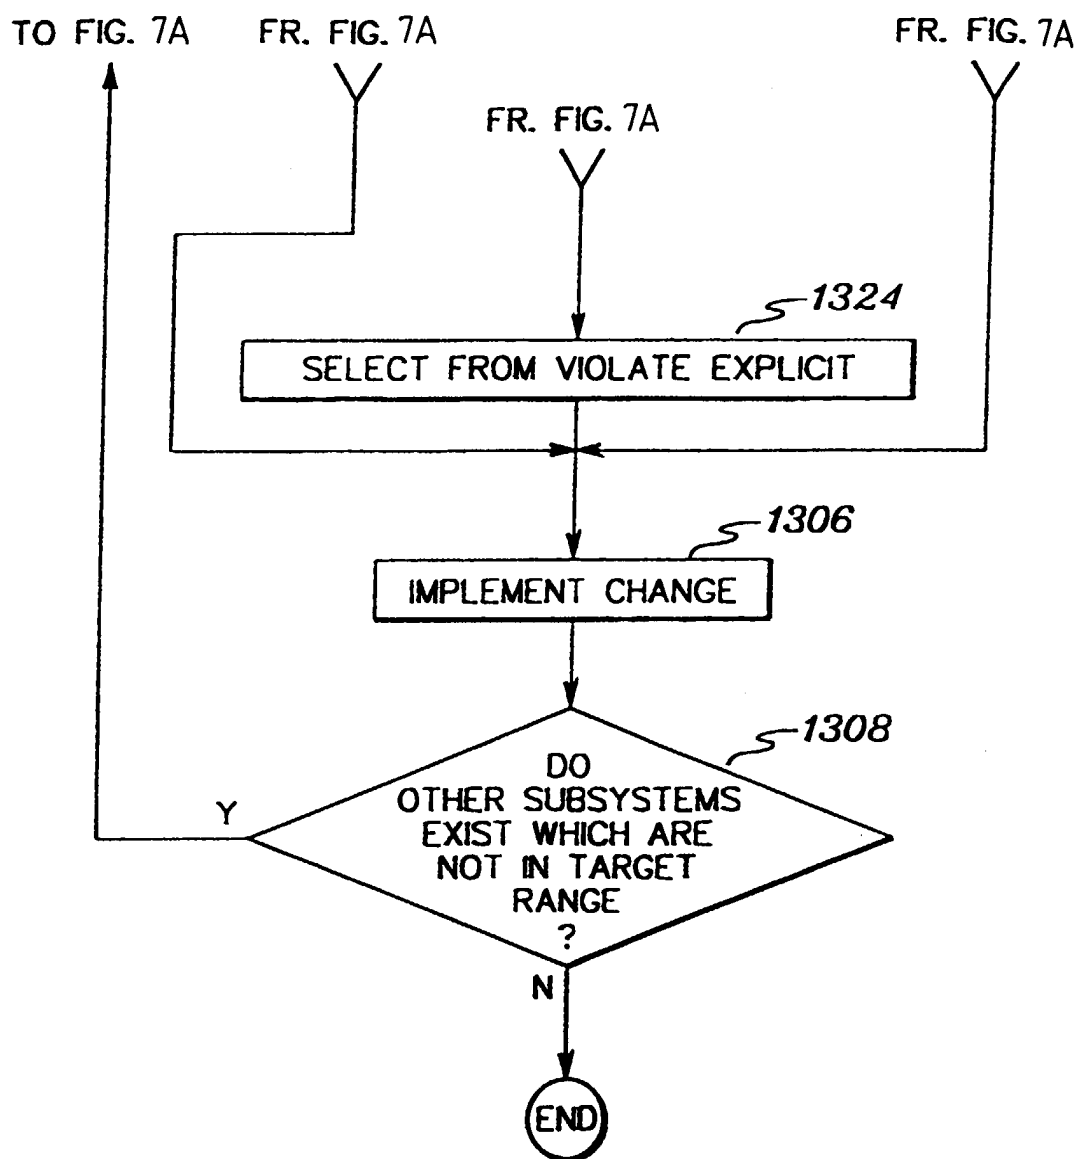 TO FIG. 7A
FR. FIG. 7A
FR. FIG. 7A
FR. FIG. 7A
1324
SELECT FROM VIOLATE EXPLICIT
1306
IMPLEMENT CHANGE
1308
DO
OTHER SUBSYSTEMS
EXIST WHICH ARE
NOT IN TARGET
RANGE
?
Y
N
END